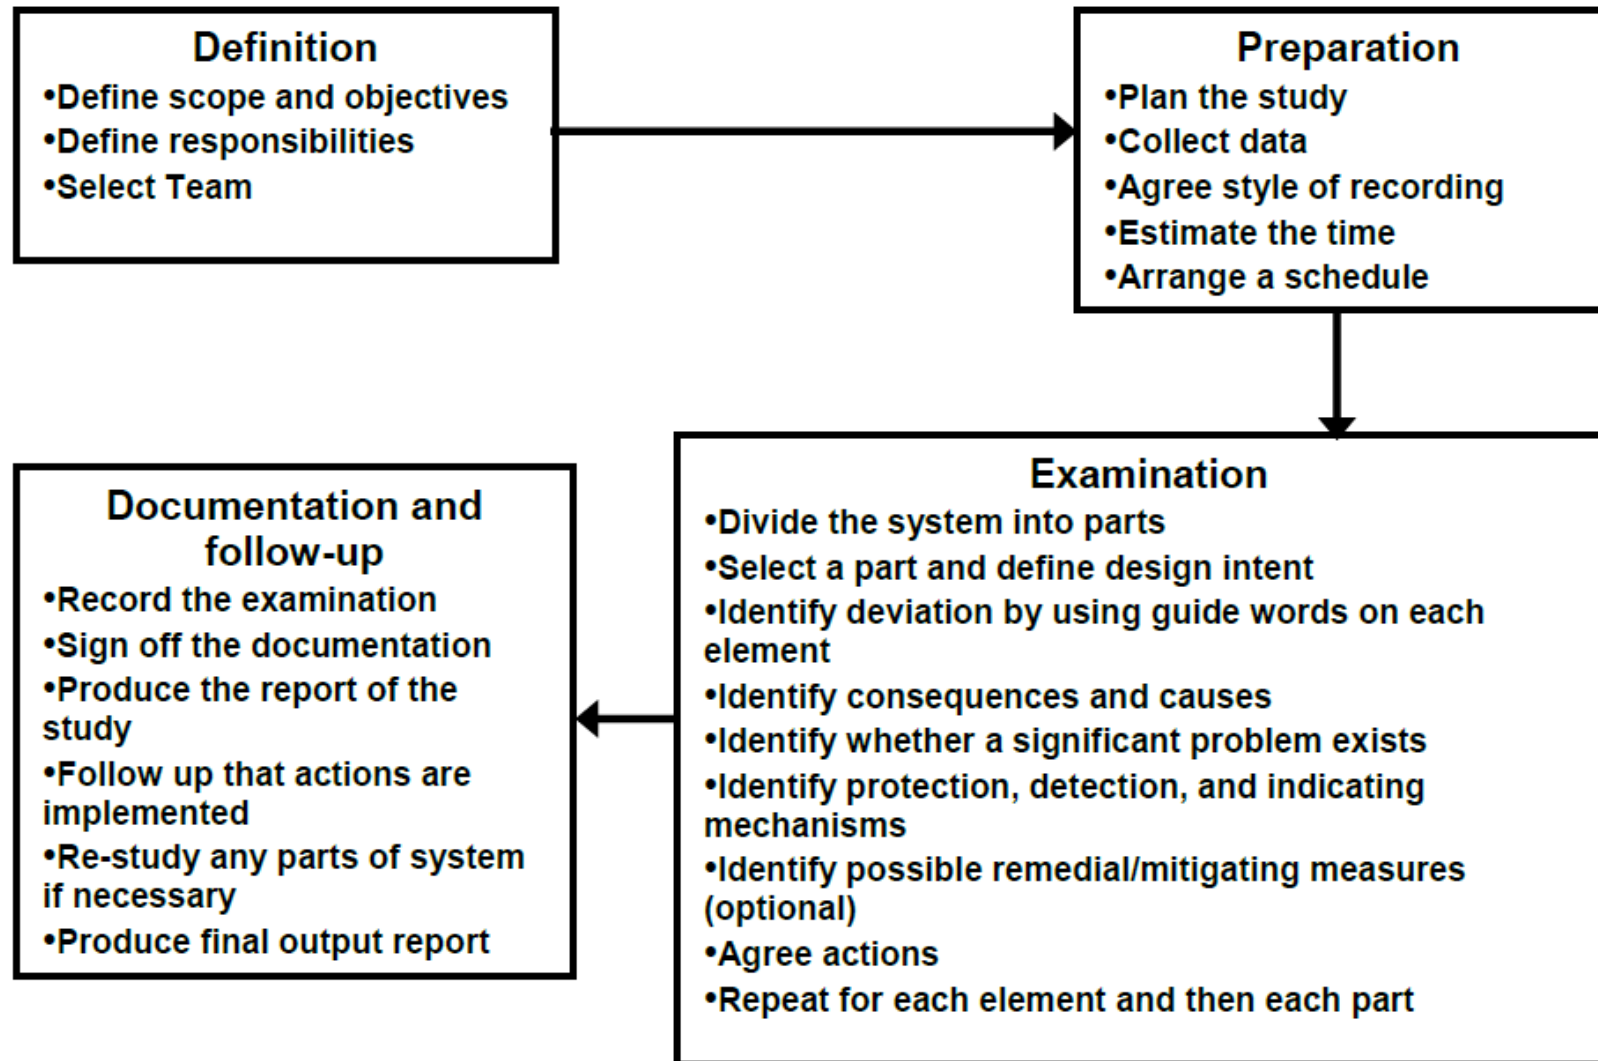 Definition
•Define scope and objectives
•Define responsibilities
•Select Team
Preparation
•Plan the study
•Collect data
•Agree style of recording
•Estimate the time
•Arrange a schedule
Examination
•Divide the system into parts
•Select a part and define design intent
•Identify deviation by using guide words on each
element
•Identify consequences and causes
•Identify whether a significant problem exists
•Identify protection, detection, and indicating
mechanisms
•Identify possible remedial/mitigating measures
(optional)
•Agree actions
•Repeat for each element and then each part
Documentation and
follow-up
•Record the examination
•Sign off the documentation
•Produce the report of the
study
•Follow up that actions are
implemented
•Re-study any parts of system
if necessary
•Produce final output report